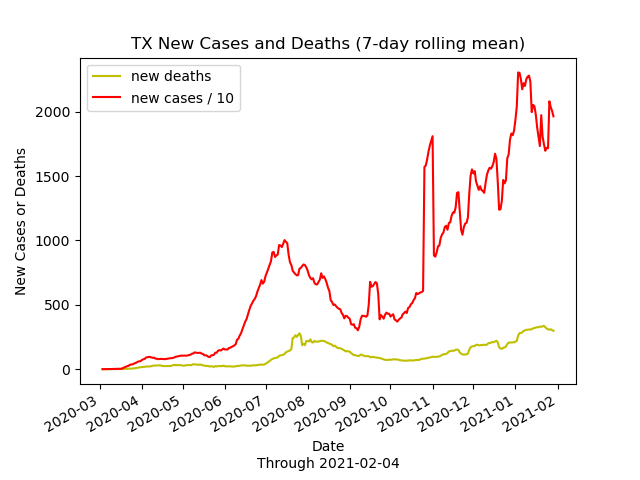 TX New Cases and Deaths (7-day rolling mean)
new deaths
new cases / 10
New Cases or Deaths
2000
1500
1000
500
0
2020-03
2020-04
2020-05
2020-06
2020-07
2020-08
2020-09
2020-10
2020-11
2020-12
2021-01
2021-02
Date
Through 2021-02-04